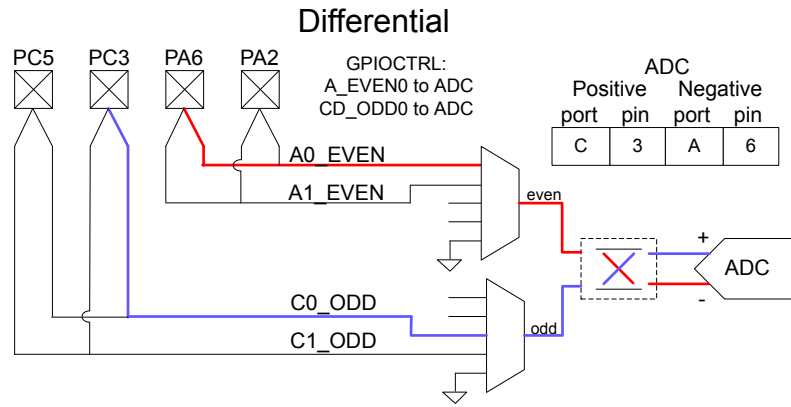 Differential
PC5 PC3 PA6 PA2
GPIOCTRL:
A_EVEN0 to ADC
CD_ODD0 to ADC
ADC
Positive Negative
port pin port pin
C 3 A 6
A0_EVEN
A1_EVEN
even
+
ADC
-
C0_ODD
odd
C1_ODD